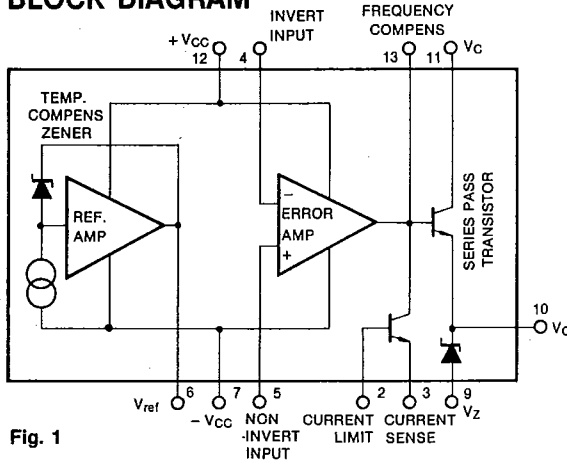 BLOCK DIAGRAM
INVERT
INPUT
FREQUENCY
COMPENS
+ VCC
12
4
13
11
VC
TEMP.
COMPENS
ZENER
REF.
AMP
−
ERROR
AMP
+
SERIES PASS
TRANSISTOR
10
VO
Vref
6
7
5
2
3
9
− VCC
NON
-INVERT
INPUT
CURRENT
LIMIT
CURRENT
SENSE
VZ
Fig. 1